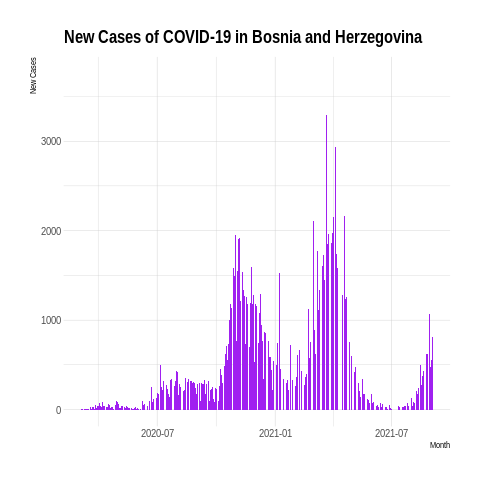 New Cases of COVID-19 in Bosnia and Herzegovina
New Cases
3000
2000
1000
0
2020-07
2021-01
2021-07
Month